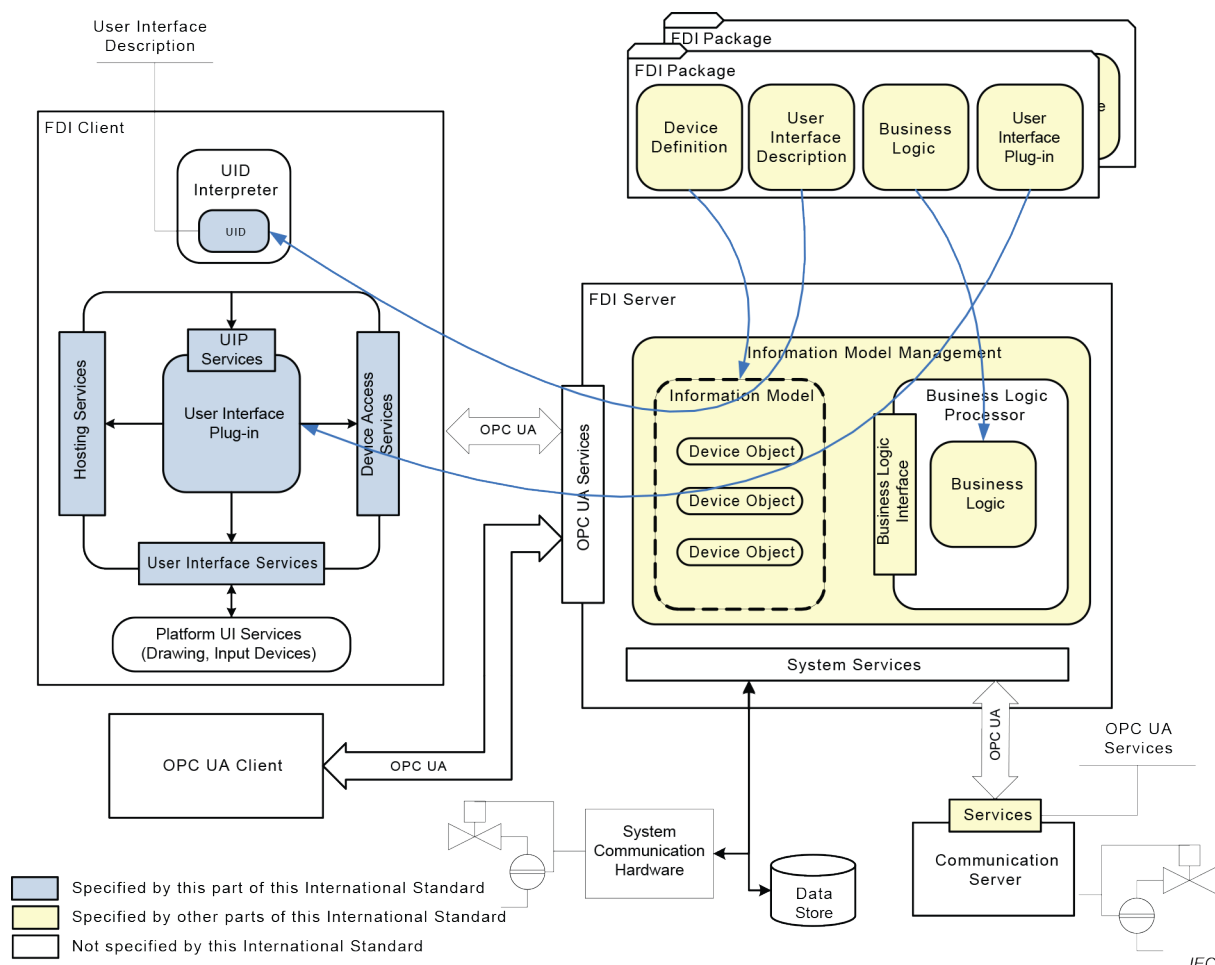 User Interface
Description
FDI Package
FDI Package
Device
Definition
User
Interface
Description
Business
Logic
User
Interface
Plug-in
e
FDI Client
UID
Interpreter
UID
UIP
Services
Hosting Services
User Interface
Plug-in
Device Access
Services
User Interface Services
Platform UI Services
(Drawing, Input Devices)
OPC UA
FDI Server
OPC UA Services
Information Model Management
Information Model
Device Object
Device Object
Device Object
Business Logic
Processor
Business Logic
Interface
Business
Logic
System Services
OPC UA Client
OPC UA
OPC UA
OPC UA
Services
Services
Communication
Server
System
Communication
Hardware
Data
Store
Specified by this part of this International Standard
Specified by other parts of this International Standard
Not specified by this International Standard
IEC